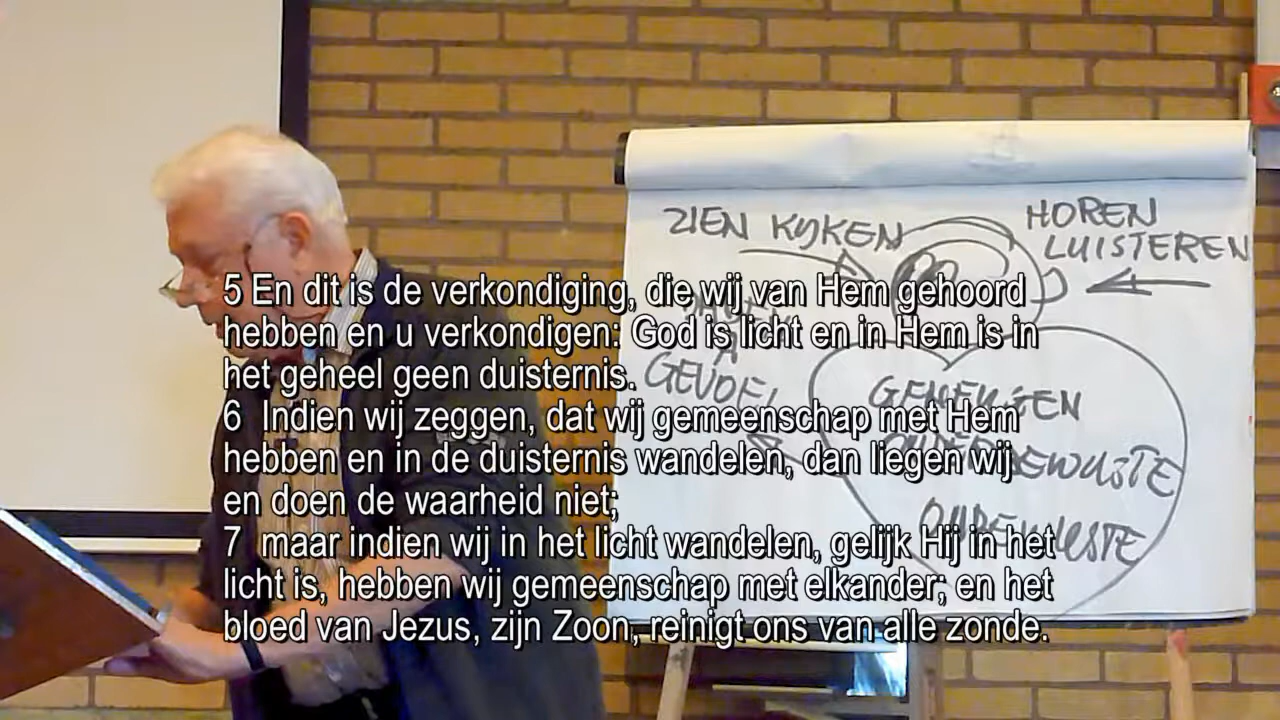 ZIEN KIJKEN
HOREN
LUISTEREN
5 En dit is de verkondiging, die wij van Hem gehoord
hebben en u verkondigen: God is licht en in Hem is in
het geheel geen duisternis.
6 Indien wij zeggen, dat wij gemeenschap met Hem
hebben en in de duisternis wandelen, dan liegen wij
en doen de waarheid niet;
7 maar indien wij in het licht wandelen, gelijk Hij in het
licht is, hebben wij gemeenschap met elkander; en het
bloed van Jezus, zijn Zoon, reinigt ons van alle zonde.
GEVOEL
ONDERBEWUSTE
ONBEWUSTE